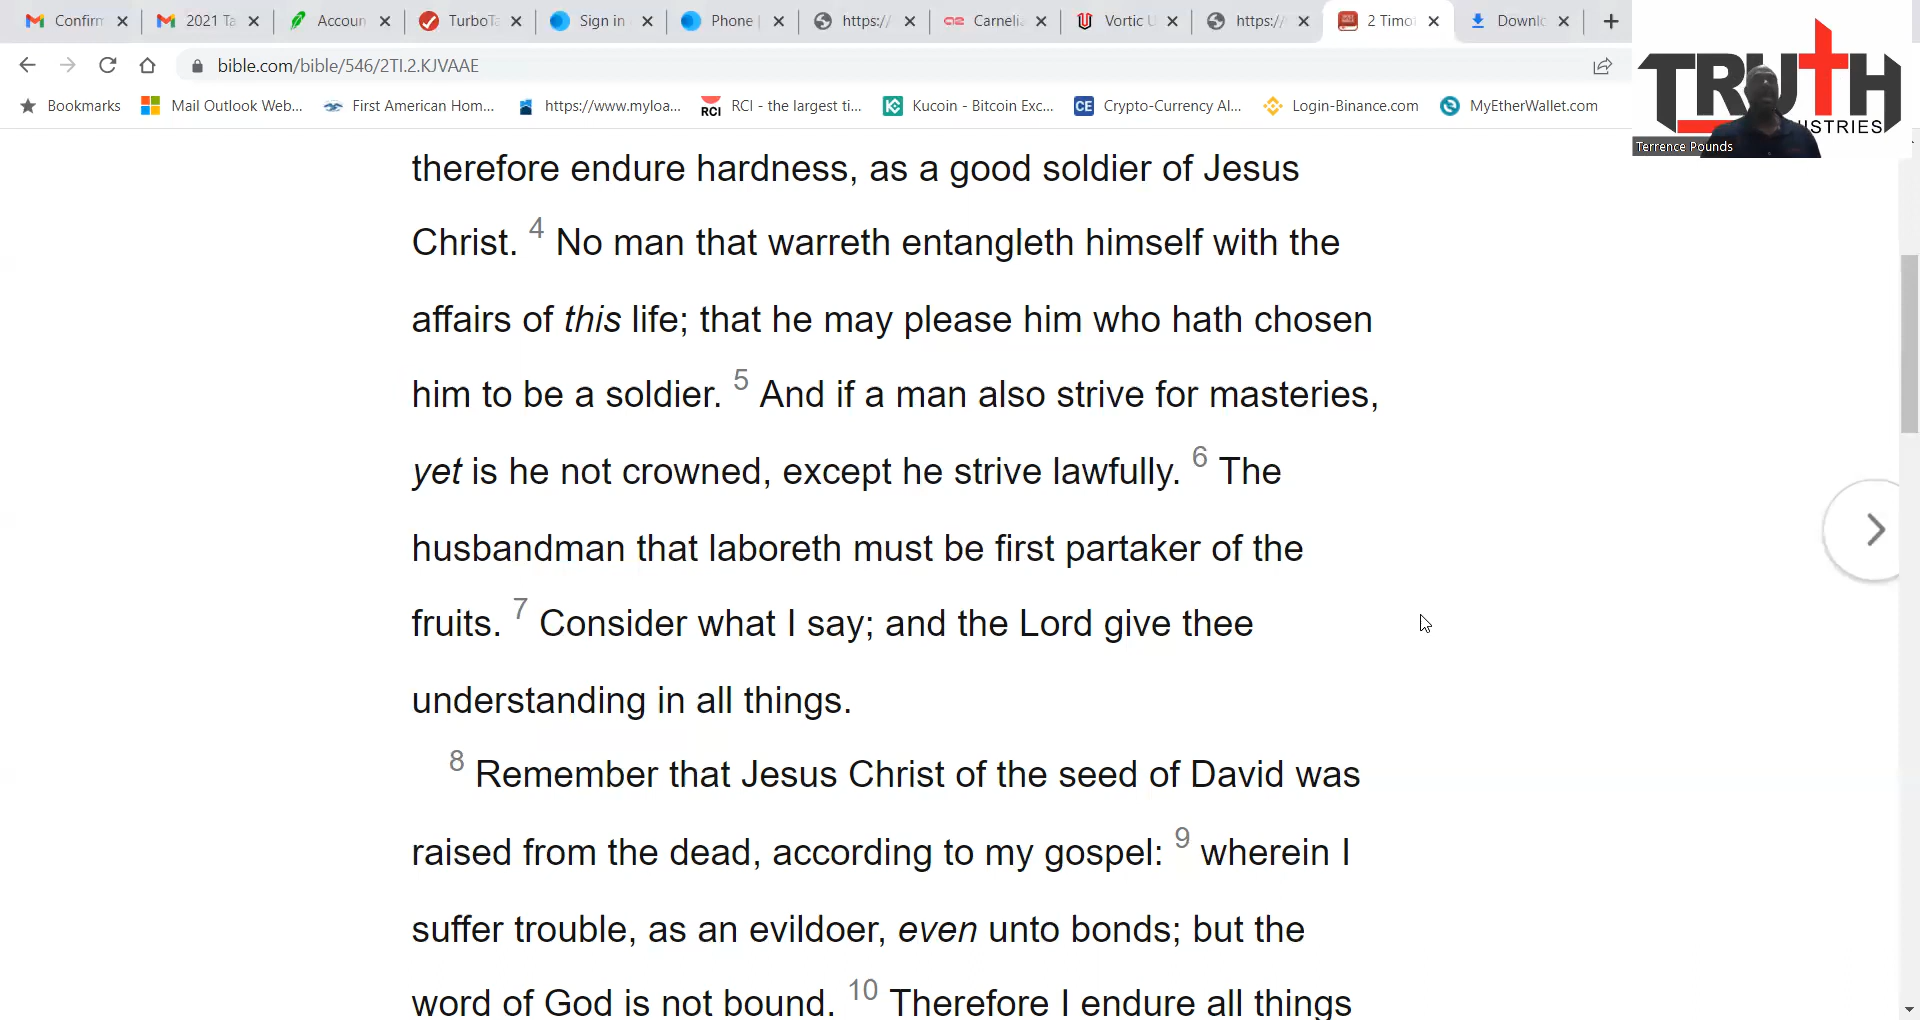 Confirm
2021 Ta
Accoun
TurboTa
Sign in
Phone
https:/
Carnelia
Vortic U
https:/
2 Timot
Downlo
bible.com/bible/546/2TI.2.KJVAAE
Bookmarks
Mail Outlook Web...
First American Hom...
https://www.myloa...
RCI
RCI - the largest ti...
Kucoin - Bitcoin Exc...
CE
Crypto-Currency Al...
Login-Binance.com
MyEtherWallet.com
TRUTH
USTRIES
Terrence Pounds
therefore endure hardness, as a good soldier of Jesus
Christ. 4 No man that warreth entangleth himself with the
affairs of this life; that he may please him who hath chosen
him to be a soldier. 5 And if a man also strive for masteries,
yet is he not crowned, except he strive lawfully. 6 The
husbandman that laboreth must be first partaker of the
fruits. 7 Consider what I say; and the Lord give thee
understanding in all things.
8 Remember that Jesus Christ of the seed of David was
raised from the dead, according to my gospel: 9 wherein I
suffer trouble, as an evildoer, even unto bonds; but the
word of God is not bound. 10 Therefore I endure all things